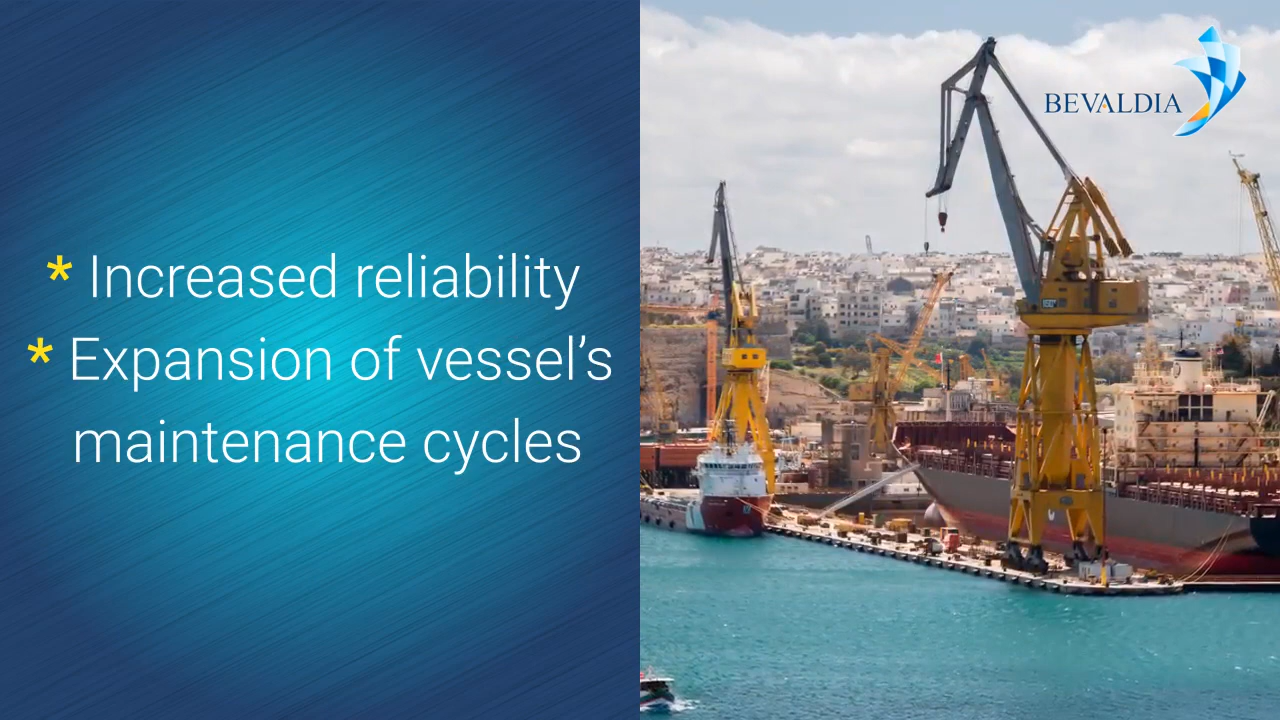 * Increased reliability
* Expansion of vessel’s
maintenance cycles
BEVALDIA